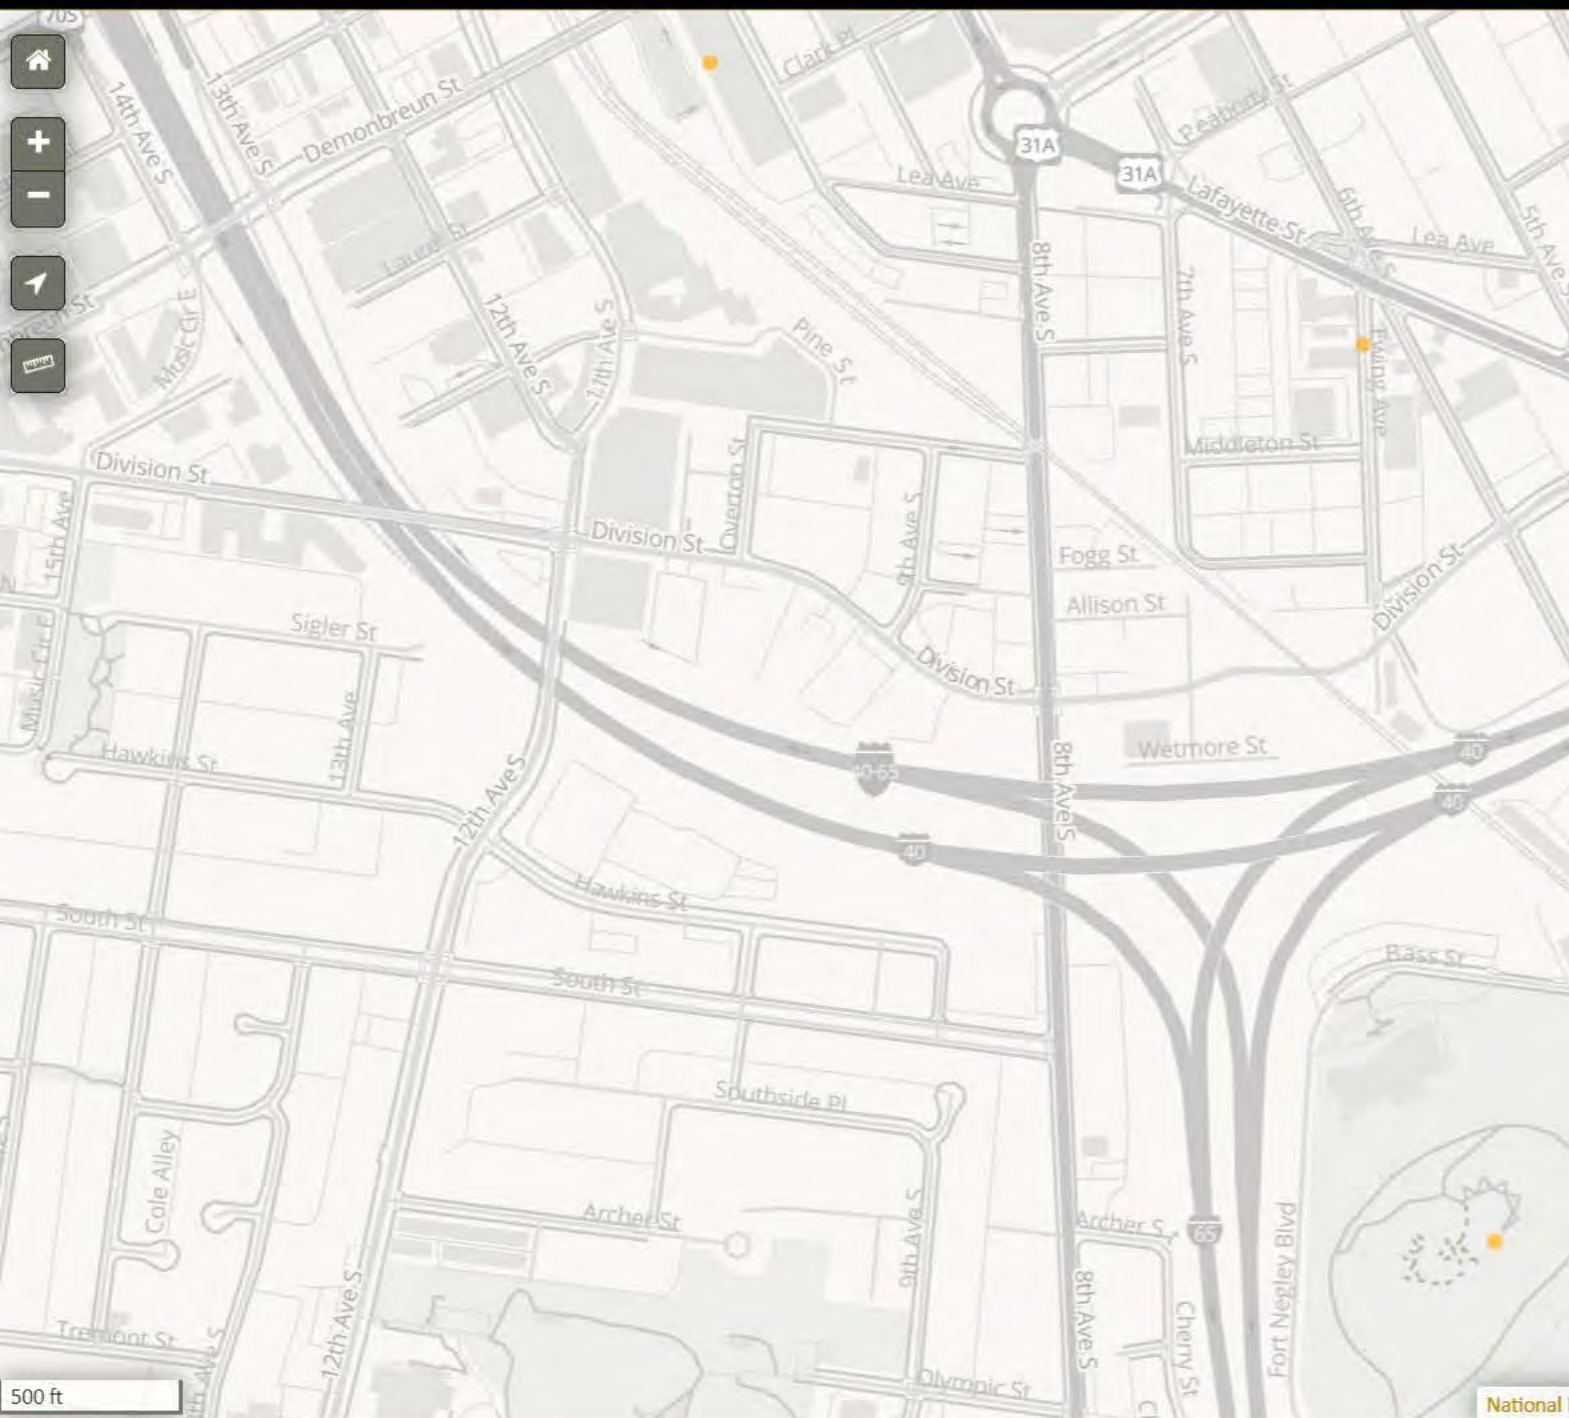 70S
14th Ave S
13th Ave S
Demonbreun St
Clark Pl
31A
31A
Peabody St
Lea Ave
Lafayette St
6th Ave S
Lea Ave
5th Ave S
Laurel St
8th Ave S
7th Ave S
breun St
Music Cir E
12th Ave S
11th Ave S
Pine St
Ewing Ave
Middleton St
Division St
Overton St
Division St
15th Ave
9th Ave S
Fogg St
Division St
N
Allison St
Sigler St
Music Cir E
Division St
13th Ave
Hawkins St
Wetmore St
40-65
8th Ave S
40
40
12th Ave S
40
Hawkins St
South St
South St
Bass St
Southside Pl
Cole Alley
Archer St
9th Ave S
Archer S
65
Fort Negley Blvd
12th Ave S
8th Ave S
Cherry St
Tremont St
Olympic St
500 ft
National